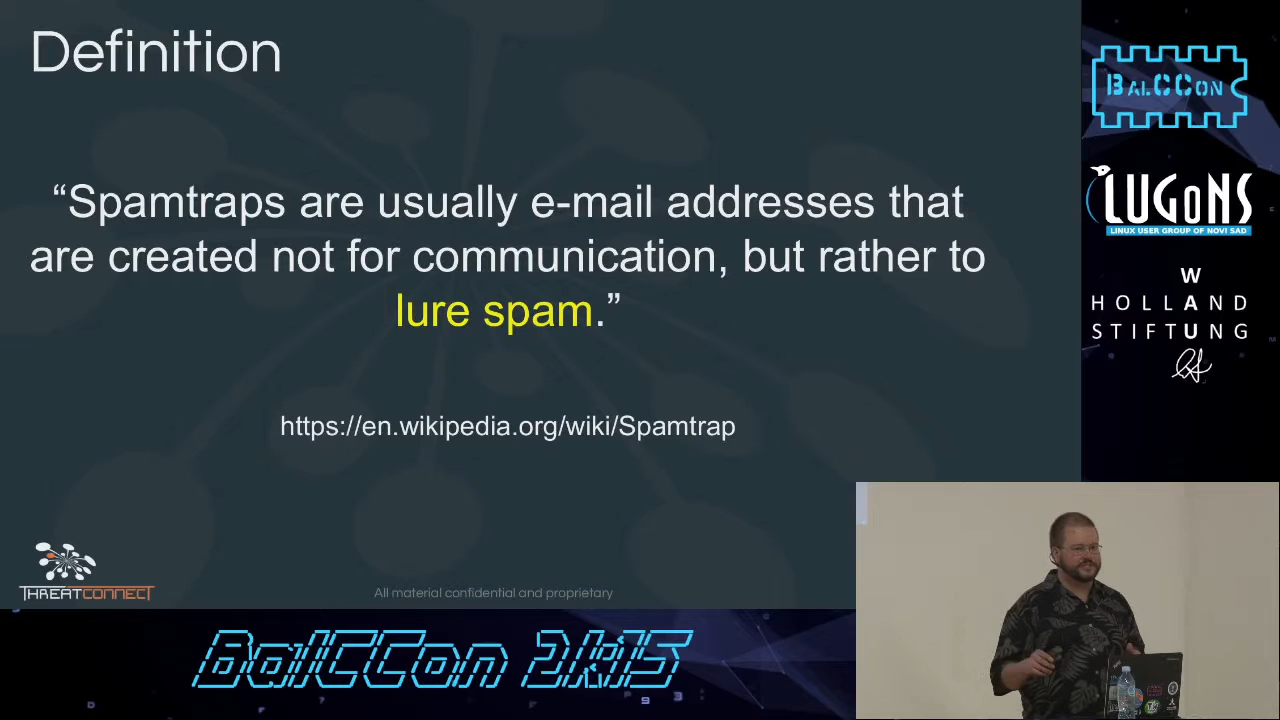 Definition
“Spamtraps are usually e-mail addresses that
are created not for communication, but rather to
lure spam.”
https://en.wikipedia.org/wiki/Spamtrap
THREATCONNECT
All material confidential and proprietary
BALCCON
LUGONS
LINUX USER GROUP OF NOVI SAD
W
HOLLAND
STIFTUNG
BalCCon 2k15